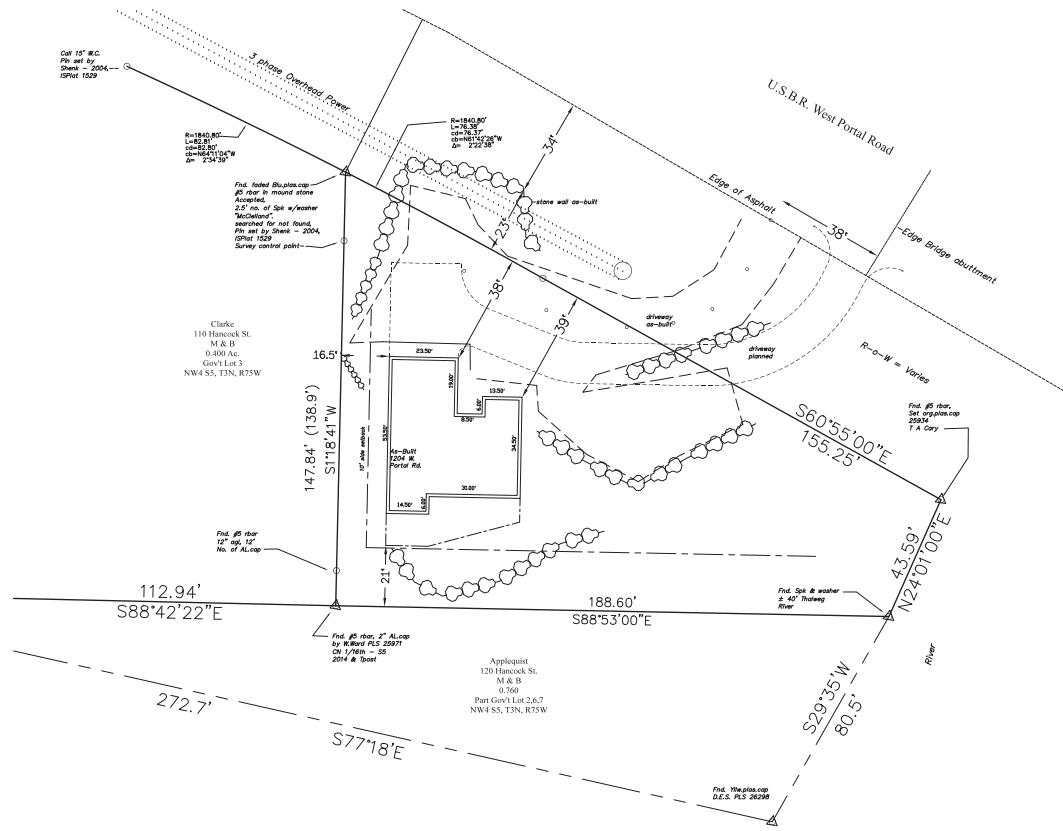 Call 15' W.C.
Pin set by
Shenk - 2004,
ISPlat 1529
3 phase Overhead Power
R=1840.80'
L=82.81'
cd=82.80'
cb=N64°11'04"W
Δ= 2°34'39"
R=1840.80'
L=76.38'
cd=76.37'
cb=N61°42'26"W
Δ= 2°22'38"
U.S.B.R. West Portal Road
34'
Fnd. faded Blu.plas.cap
#5 rbar in mound stone
Accepted,
2.5' no. of Spk w/washer
"McClelland".
searched for not found,
Pin set by Shenk - 2004,
ISPlat 1529
Survey control point
stone wall as-built
23'
Edge of Asphalt
38'
Edge Bridge abuttment
38'
39'
driveway
as-built
driveway
planned
R-o-W = Varies
Clarke
110 Hancock St.
M & B
0.400 Ac.
Gov't Lot 3
NW4 S5, T3N, R75W
16.5'
23.50'
19.00'
8.50'
6.00'
13.50'
34.50'
53.50'
As-Built
1204 W.
Portal Rd.
31.00'
14.50'
6.00'
10' side setback
147.84' (138.9')
S1°18'41"W
Fnd. #5 rbar,
Set org.plas.cap
25934
T A Cary
S60°55'00"E
155.25'
43.59'
N24°01'00"E
Fnd. #5 rbar
12" agl, 12"
No. of AL.cap
21'
112.94'
S88°42'22"E
188.60'
S88°53'00"E
Fnd. Spk & washer
± 40' Thalweg
River
Fnd. #5 rbar, 2" AL.cap
by W.Ward PLS 25971
CN 1/16th - S5
2014 & Tpost
Applequist
120 Hancock St.
M & B
0.760
Part Gov't Lot 2,6,7
NW4 S5, T3N, R75W
River
S29°35'W
80.5'
272.7'
S77°18'E
Fnd. Yllw.plas.cap
D.E.S. PLS 26298